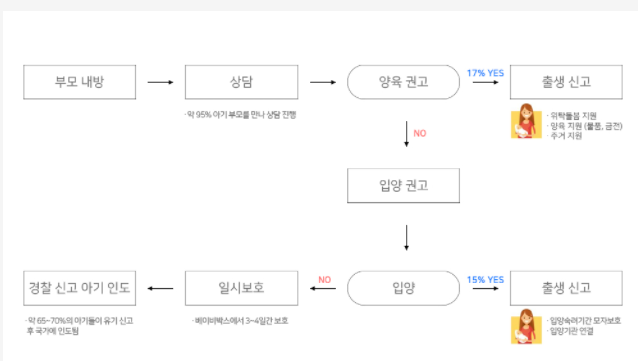 부모 내방
상담
양육 권고
17% YES
출생 신고
· 약 95% 아기 부모를 만나 상담 진행
· 위탁돌봄 지원
· 양육 지원 (물품, 금전)
· 주거 지원
NO
입양 권고
경찰 신고 아기 인도
일시보호
NO
입양
15% YES
출생 신고
· 약 65~70%의 아기들이 유기 신고
후 국가에 인도됨
· 베이비박스에서 3~4일간 보호
· 입양숙려기간 모자보호
· 입양기관 연결